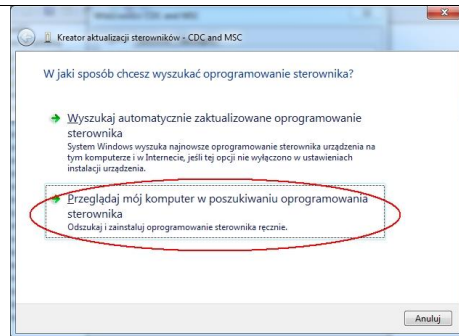 Kreator aktualizacji sterowników - CDC and MSC
W jaki sposób chcesz wyszukać oprogramowanie sterownika?
Wyszukaj automatycznie zaktualizowane oprogramowanie
sterownika
System Windows wyszuka najnowsze oprogramowanie sterownika urządzenia na
tym komputerze i w Internecie, jeśli tej opcji nie wyłączono w ustawieniach
instalacji urządzenia.
Przeglądaj mój komputer w poszukiwaniu oprogramowania
sterownika
Odszukaj i zainstaluj oprogramowanie sterownika ręcznie.
Anuluj